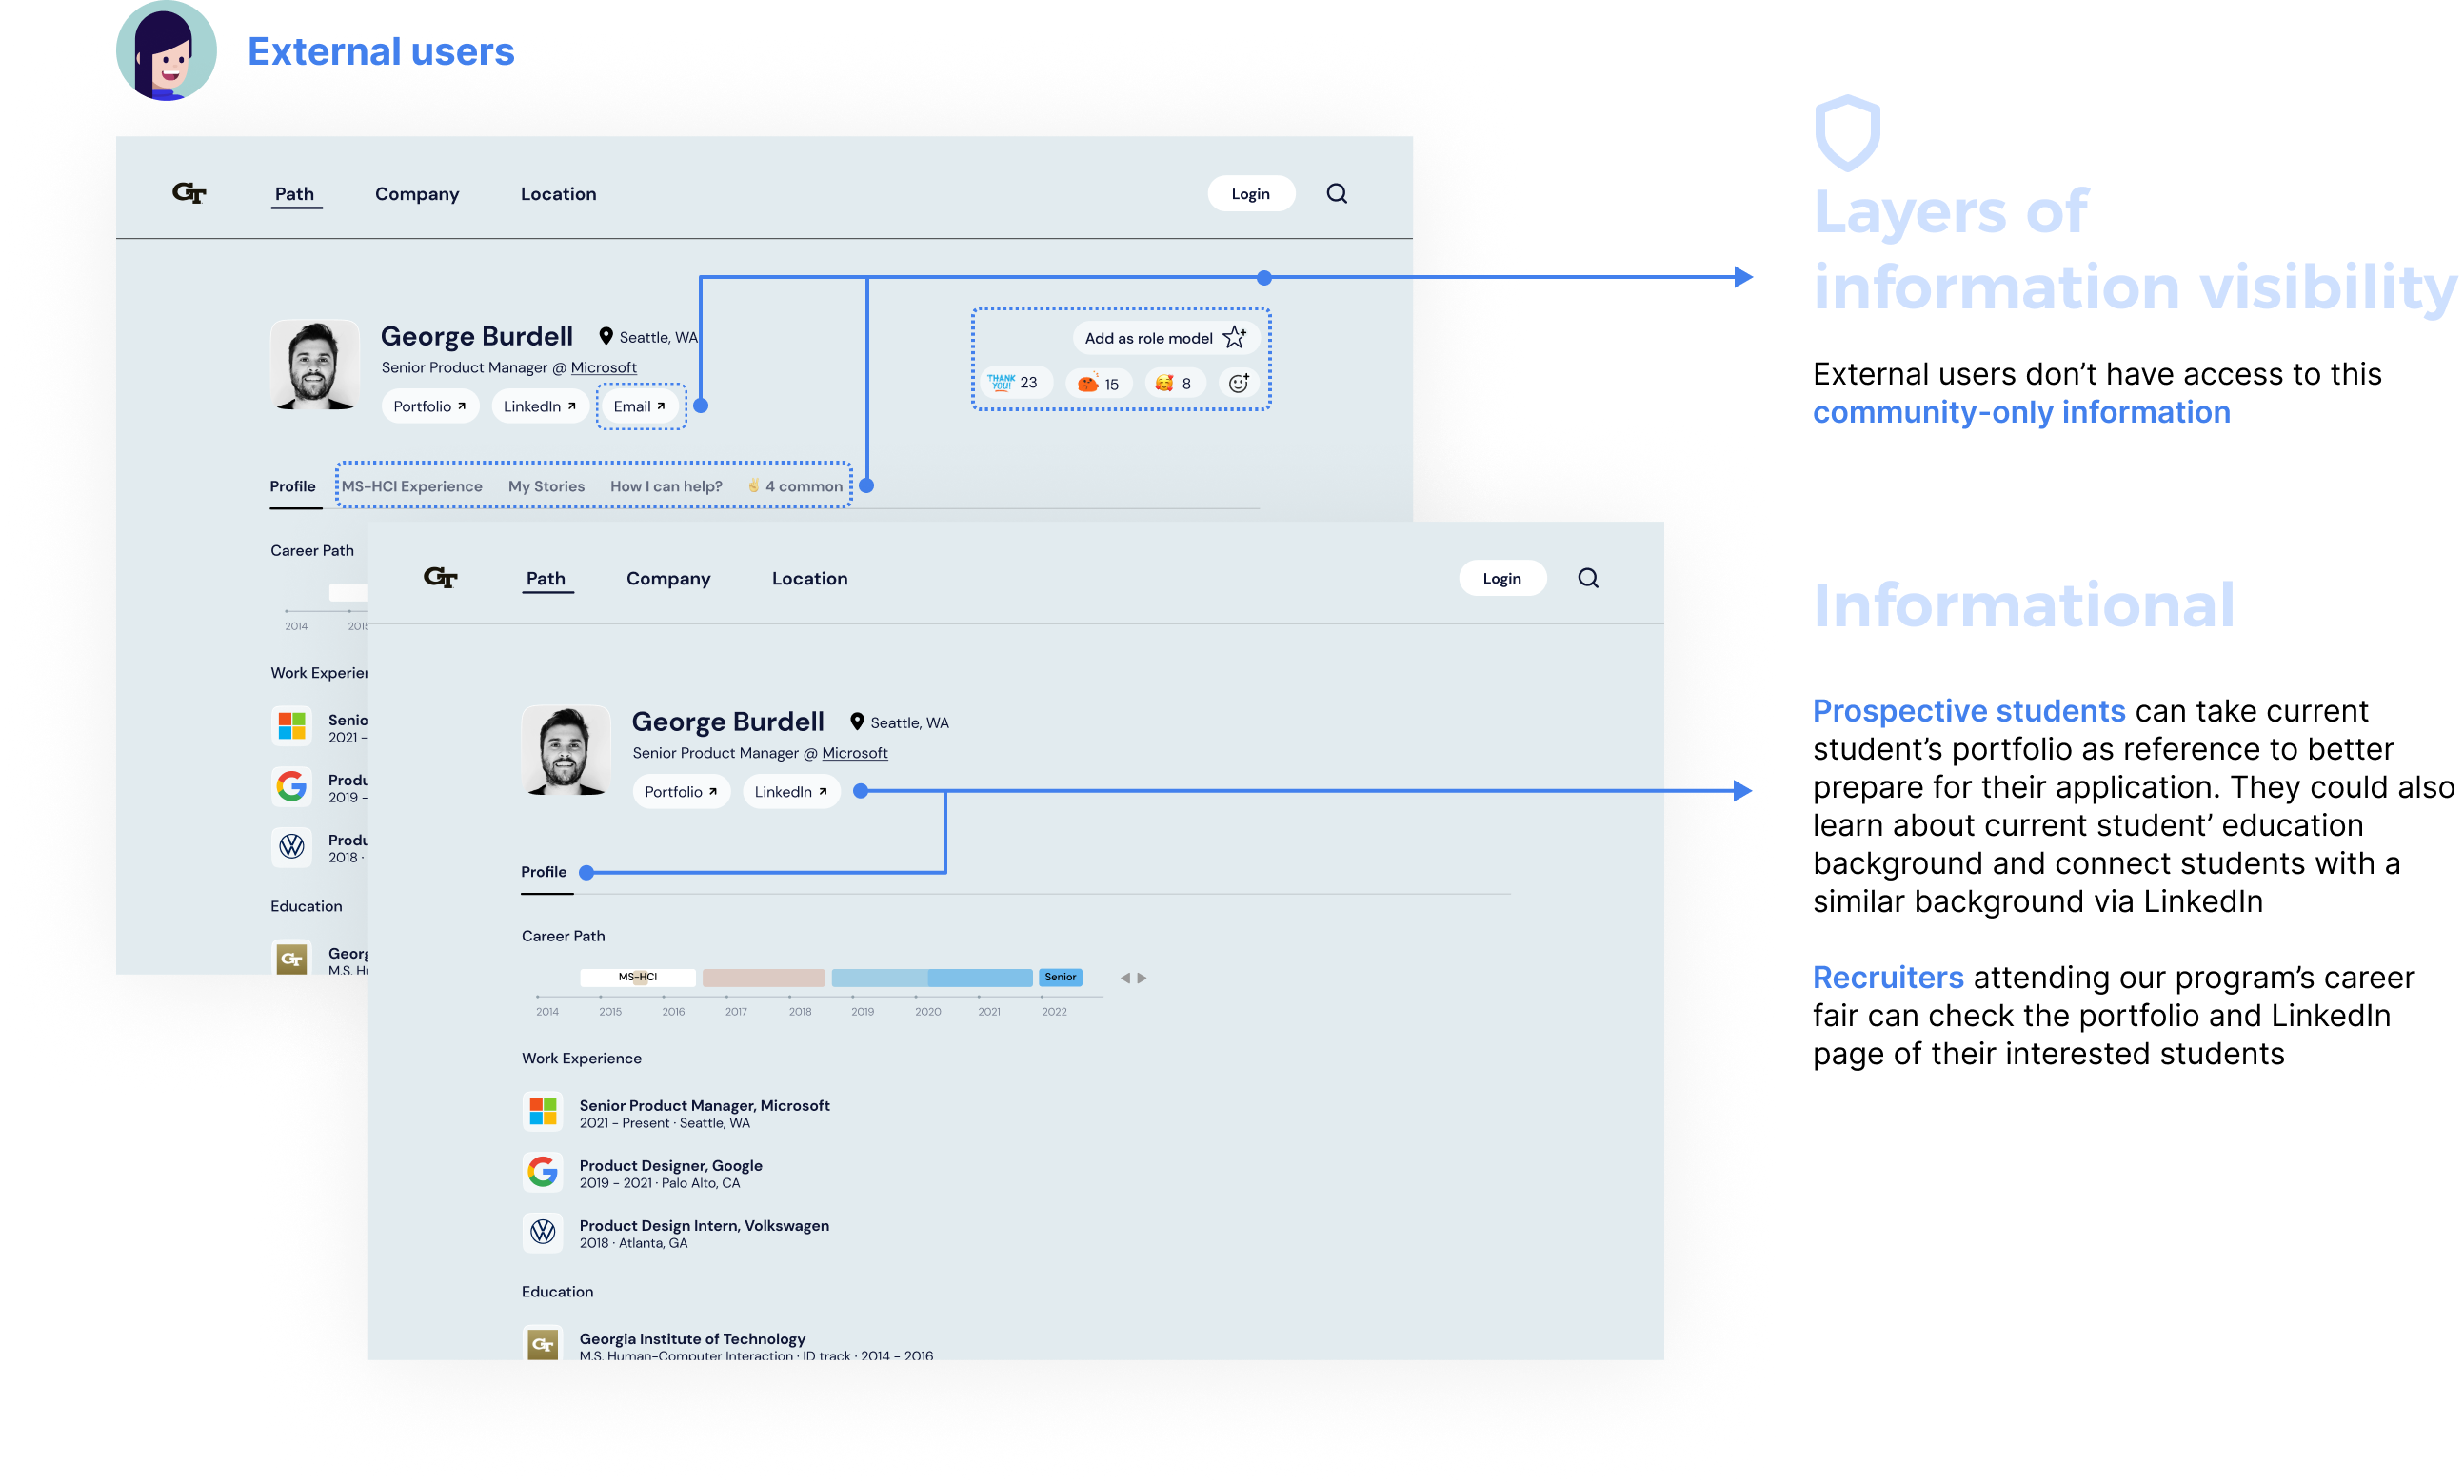 External users
GT
Path
Company
Location
Login
George Burdell
Seattle, WA
Senior Product Manager @ Microsoft
Portfolio
LinkedIn
Email
Add as role model
THANK YOU! 23
15
8
Profile
MS-HCI Experience
My Stories
How I can help?
4 common
Career Path
2014
Work
2021 -
2019 -
2018 ·
Education
GT
GT
Path
Company
Location
Login
George Burdell
Seattle, WA
Senior Product Manager @ Microsoft
Portfolio
LinkedIn
Profile
Career Path
MS-HCI
Senior
2014
2015
2016
2017
2018
2019
2020
2021
2022
Work Experience
Senior Product Manager, Microsoft
2021 - Present · Seattle, WA
Product Designer, Google
2019 - 2021 · Palo Alto, CA
Product Design Intern, Volkswagen
2018 · Atlanta, GA
Education
GT
Georgia Institute of Technology
M.S. Human-Computer Interaction · ID track · 2014 - 2016
Layers of
information visibility
External users don’t have access to this
community-only information
Informational
Prospective students can take current
student’s portfolio as reference to better
prepare for their application. They could also
learn about current student’ education
background and connect students with a
similar background via LinkedIn
Recruiters attending our program’s career
fair can check the portfolio and LinkedIn
page of their interested students